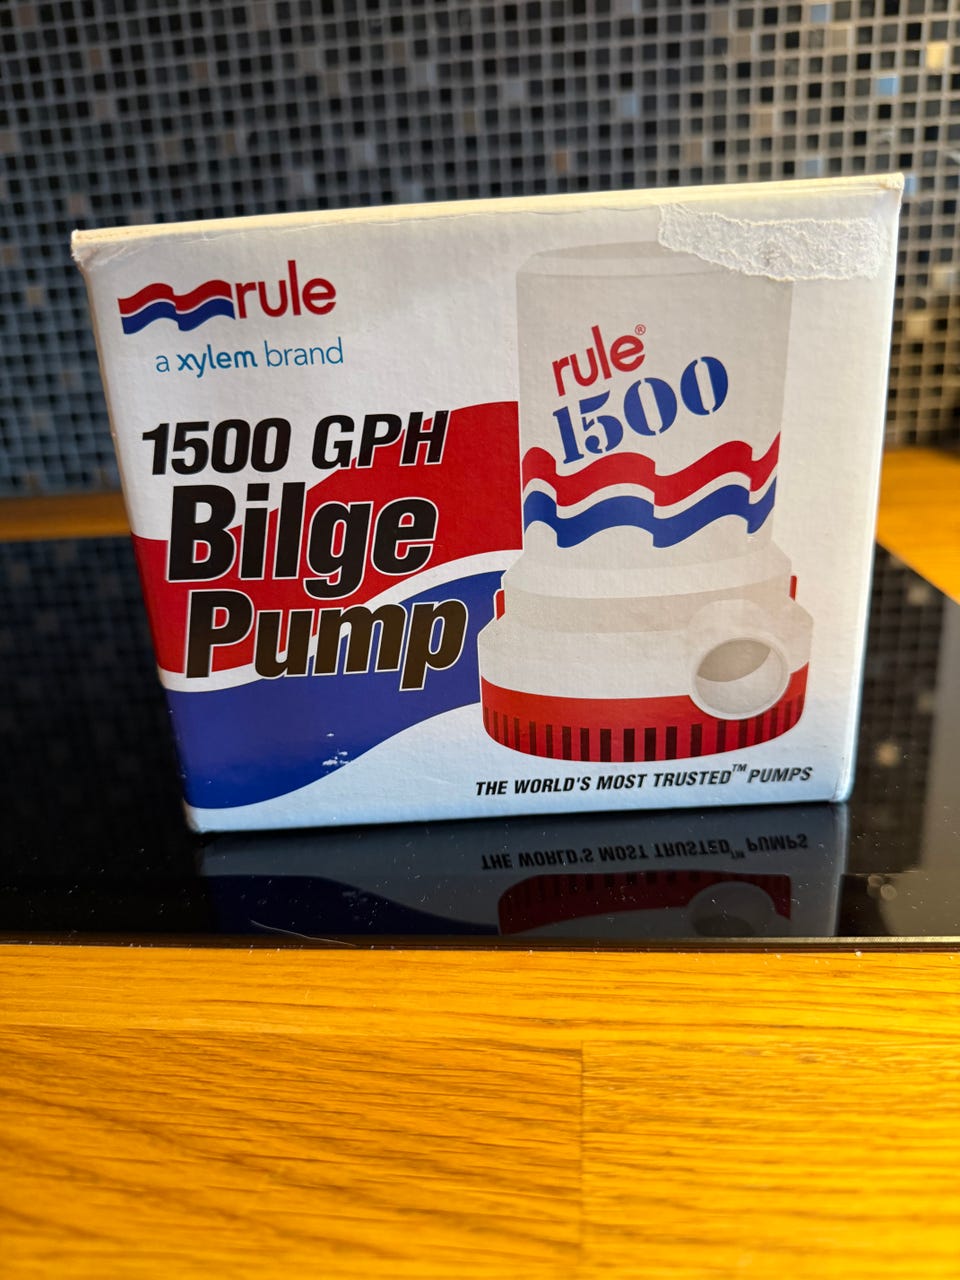 rule
a xylem brand
1500 GPH
Bilge
Pump
rule®
1500
THE WORLD'S MOST TRUSTED™ PUMPS